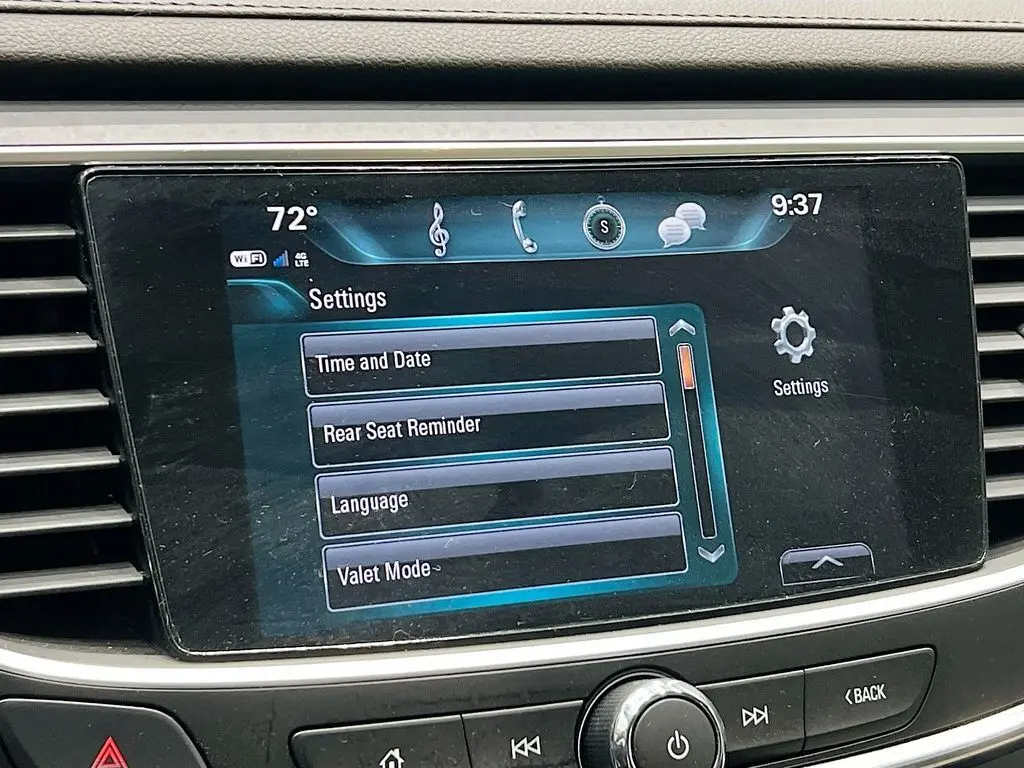 72° 9:37
WiFi 4G
LTE
S
Settings
Time and Date
Rear Seat Reminder
Language
Valet Mode
Settings
BACK